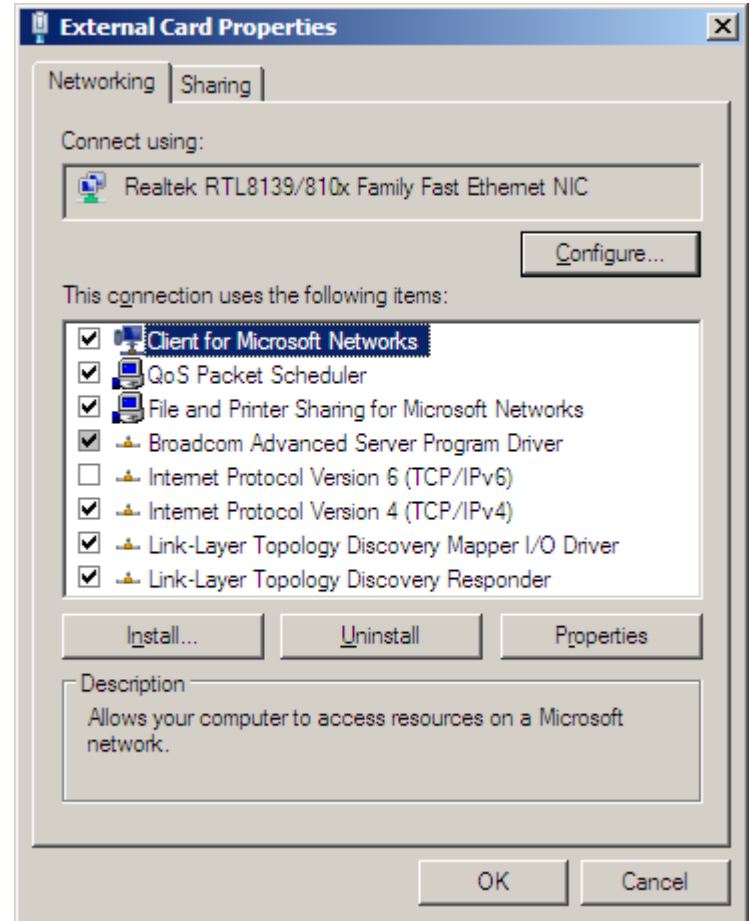 External Card Properties
Networking
Sharing
Connect using:
Realtek RTL8139/810x Family Fast Ethernet NIC
Configure...
This connection uses the following items:
Client for Microsoft Networks
QoS Packet Scheduler
File and Printer Sharing for Microsoft Networks
Broadcom Advanced Server Program Driver
Internet Protocol Version 6 (TCP/IPv6)
Internet Protocol Version 4 (TCP/IPv4)
Link-Layer Topology Discovery Mapper I/O Driver
Link-Layer Topology Discovery Responder
Install...
Uninstall
Properties
Description
Allows your computer to access resources on a Microsoft
network.
OK
Cancel